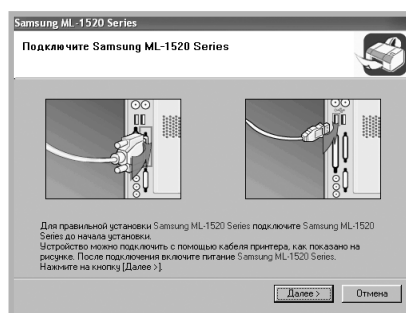 Samsung ML-1520 Series
Подключите Samsung ML-1520 Series
Для правильной установки Samsung ML-1520 Series подключите Samsung ML-1520
Series до начала установки.
Устройство можно подключить с помощью кабеля принтера, как показано на
рисунке. После подключения включите питание Samsung ML-1520 Series.
Нажмите на кнопку [Далее >].
Далее >
Отмена